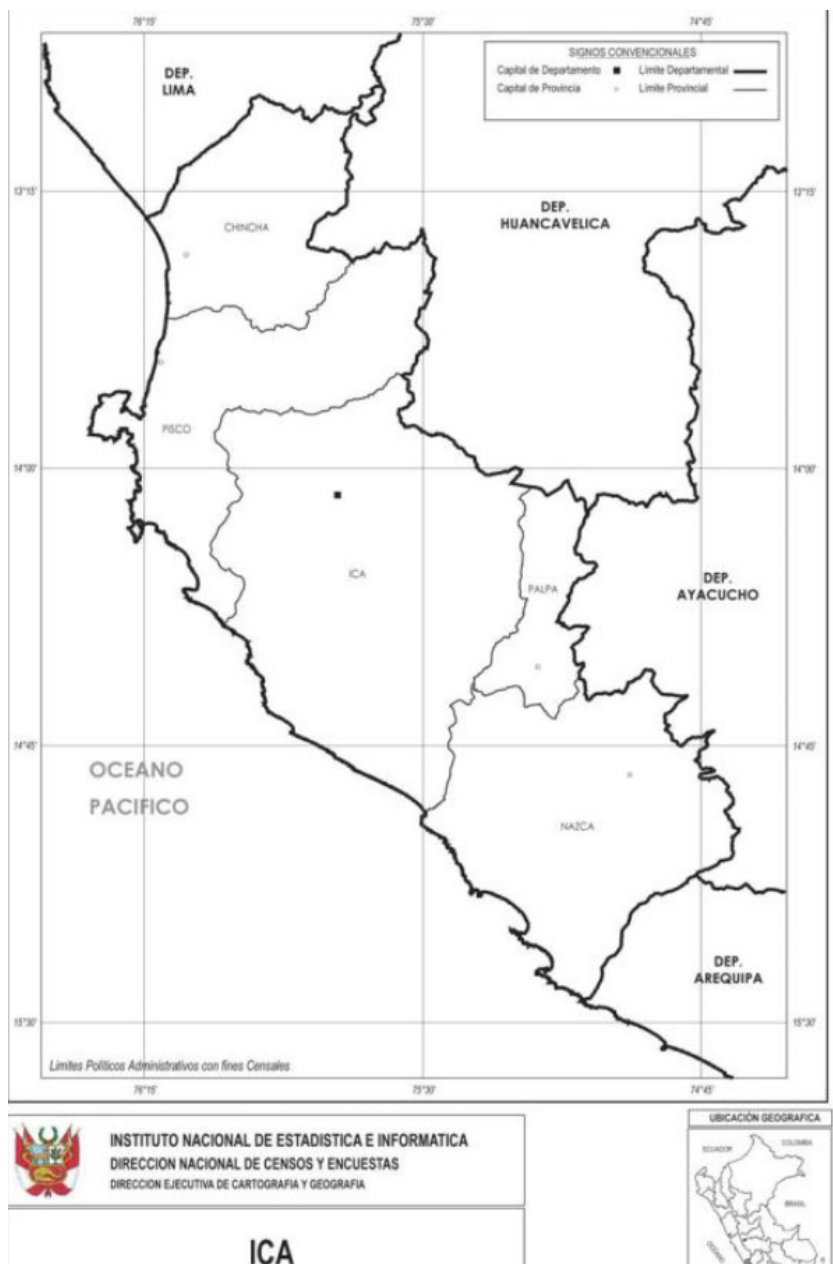 76°15'
75°30'
74°45'
SIGNOS CONVENCIONALES
Capital de Departamento
Limite Departamental
Capital de Provincia
Limite Provincial
DEP.
LIMA
13°15'
13°15'
DEP.
HUANCAVELICA
CHINCHA
PISCO
14°00'
14°00'
ICA
PALPA
DEP.
AYACUCHO
14°45'
14°45'
OCEANO
PACIFICO
NAZCA
DEP.
AREQUIPA
15°30'
15°30'
Limites Políticos Administrativos con fines Censales
76°15'
75°30'
74°45'
INSTITUTO NACIONAL DE ESTADISTICA E INFORMATICA
DIRECCION NACIONAL DE CENSOS Y ENCUESTAS
DIRECCION EJECUTIVA DE CARTOGRAFIA Y GEOGRAFIA
ICA
UBICACIÓN GEOGRAFICA
ECUADOR
COLOMBIA
BRASIL
OCEANO